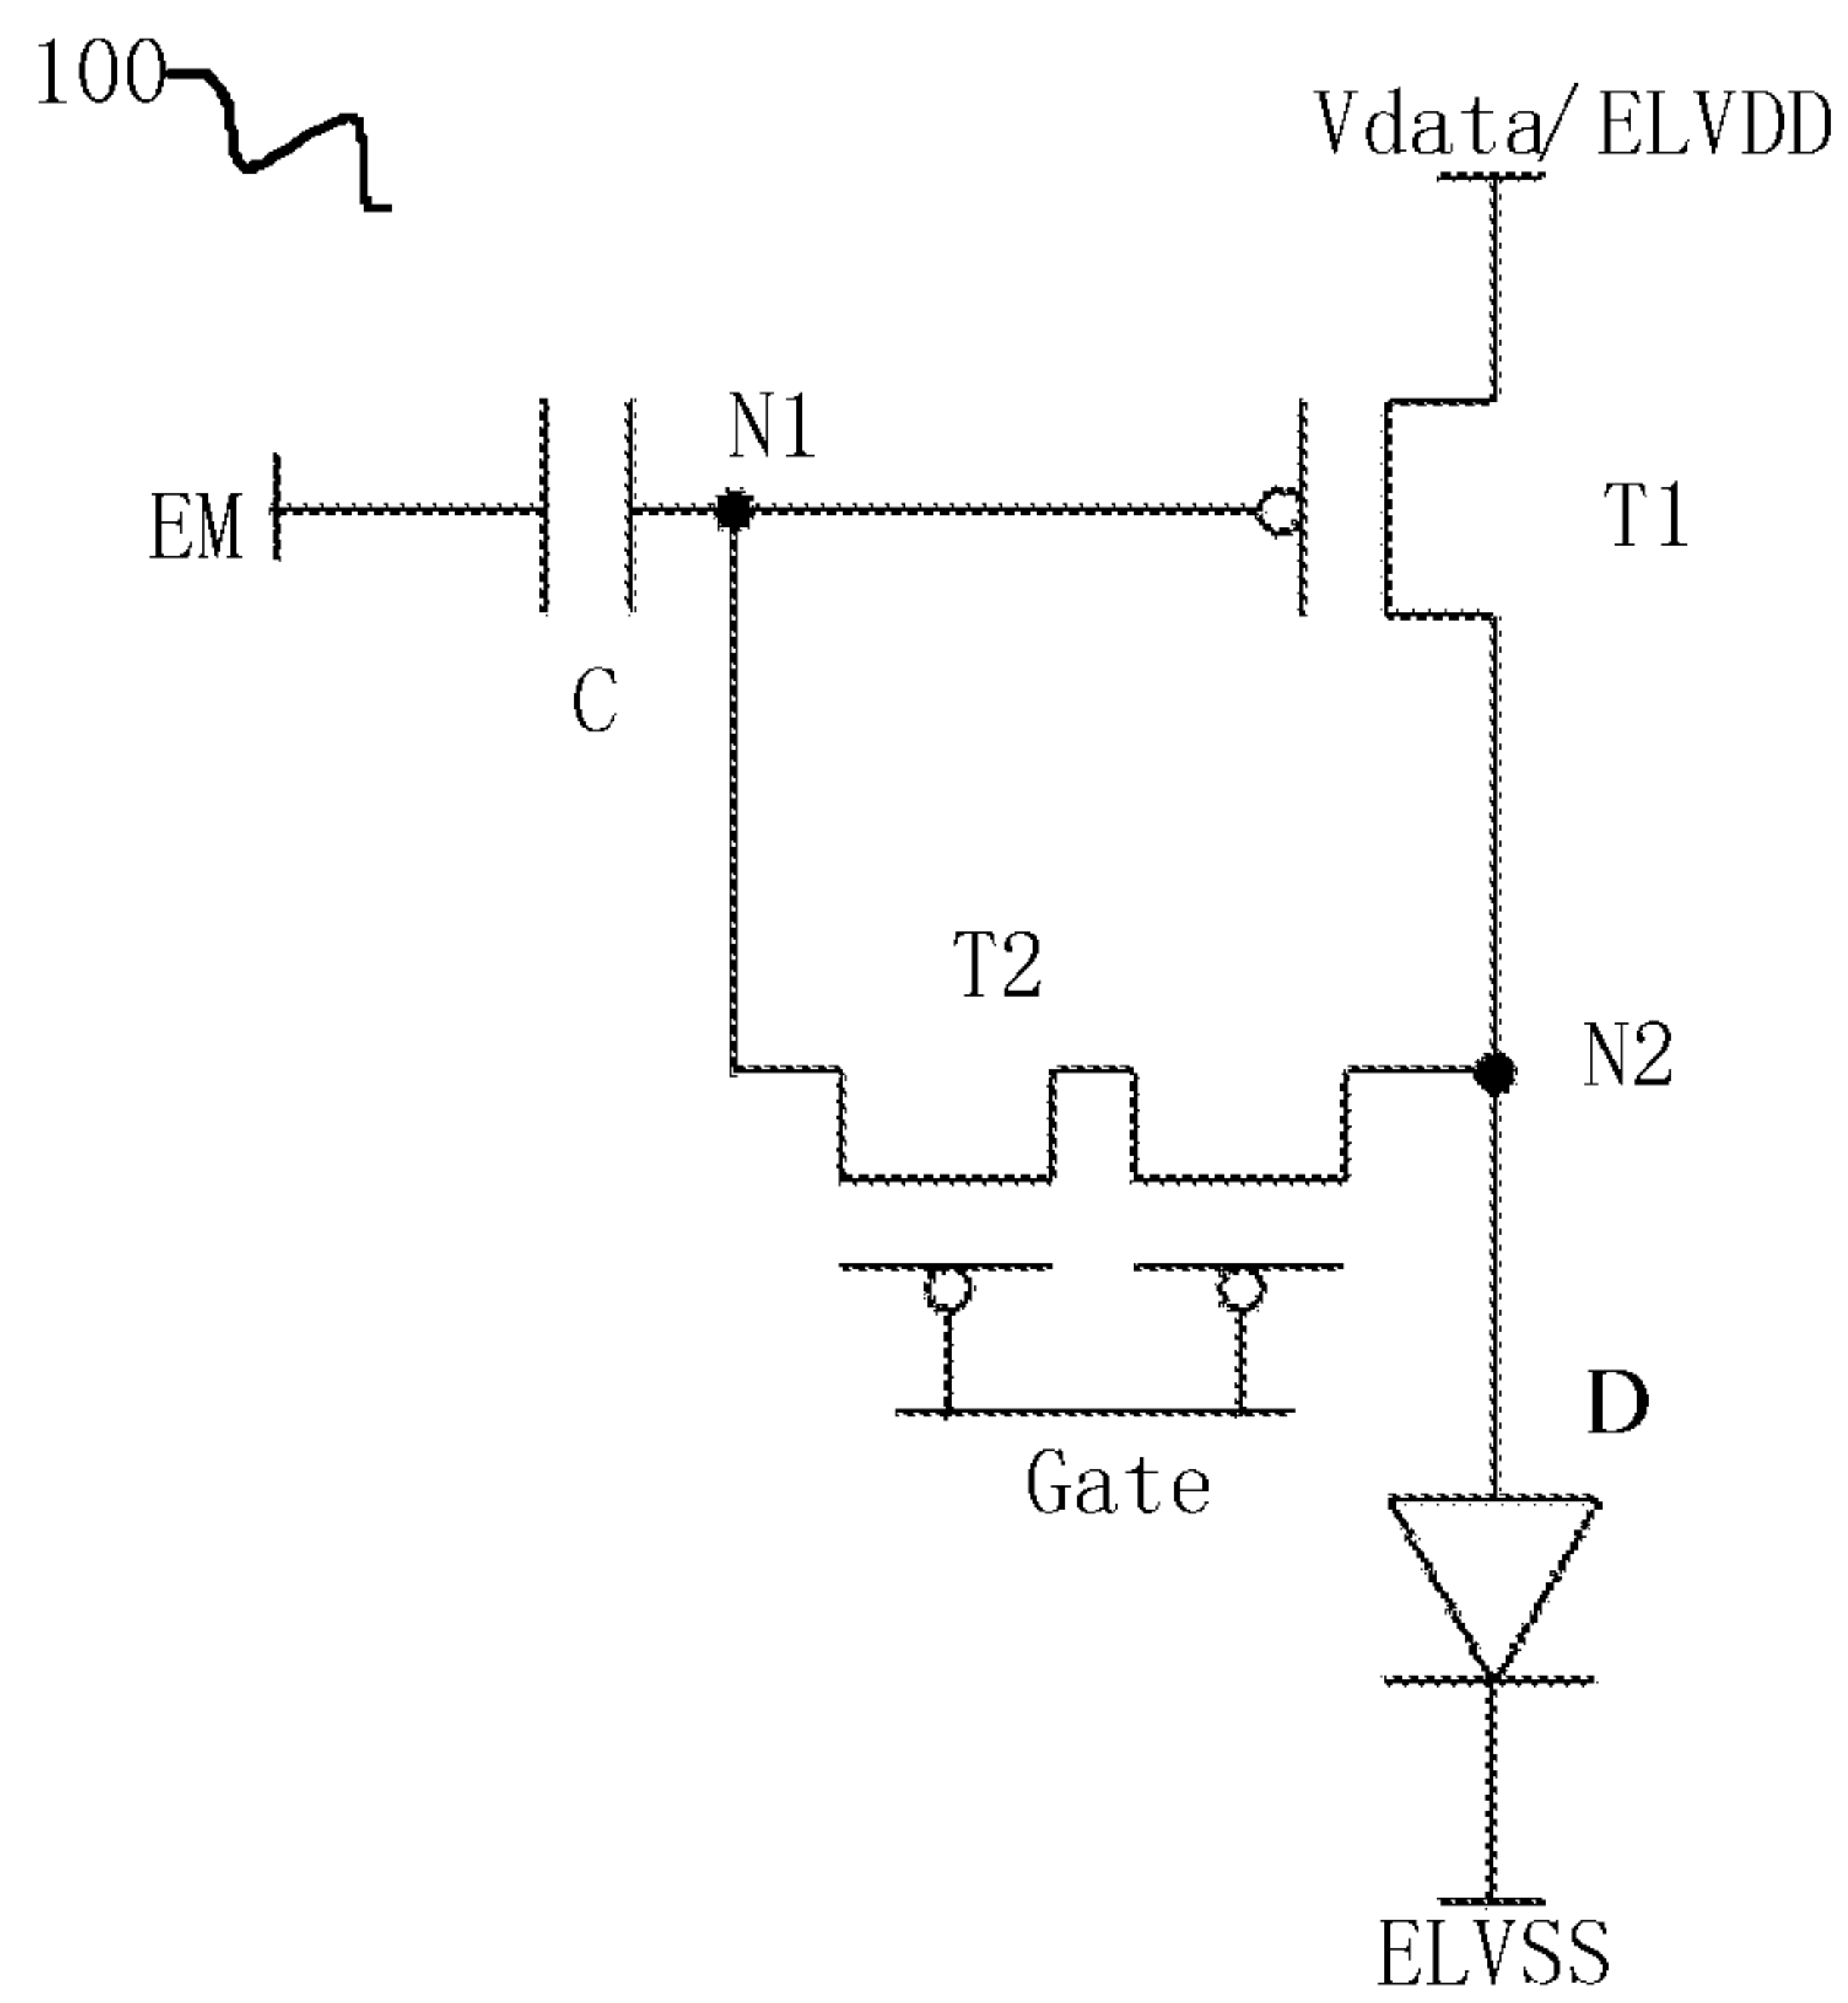 100
Vdata/ELVDD
N1
EM
T1
C
T2
N2
D
Gate
ELVSS